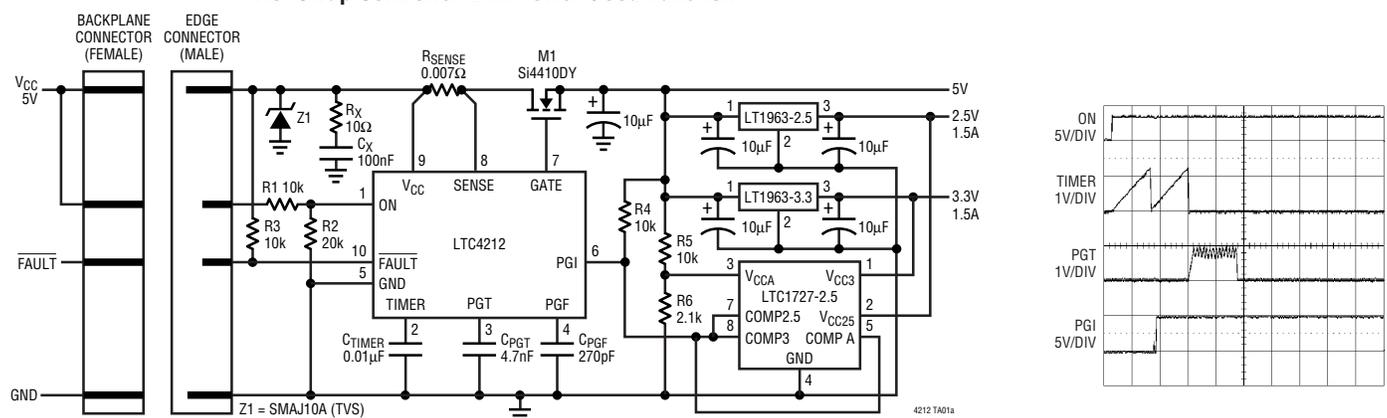 BACKPLANE
CONNECTOR
(FEMALE)
EDGE
CONNECTOR
(MALE)
VCC
5V
FAULT
GND
Z1
RX
10Ω
CX
100nF
RSENSE
0.007Ω
M1
Si4410DY
10µF
5V
1
LT1963-2.5
3
2
10µF
10µF
2.5V
1.5A
1
LT1963-3.3
3
2
10µF
10µF
3.3V
1.5A
R1 10k
R3
10k
R2
20k
9
8
7
VCC
SENSE
GATE
1
ON
LTC4212
10
FAULT
5
GND
PGI
6
TIMER
PGT
PGF
2
3
4
CTIMER
0.01µF
CPGT
4.7nF
CPGF
270pF
R4
10k
R5
10k
R6
2.1k
3
VCCA
VCC3
1
LTC1727-2.5
7
COMP2.5
VCC25
2
8
COMP3
COMP A
5
GND
4
Z1 = SMAJ10A (TVS)
4212 TA01a
ON
5V/DIV
TIMER
1V/DIV
PGT
1V/DIV
PGI
5V/DIV